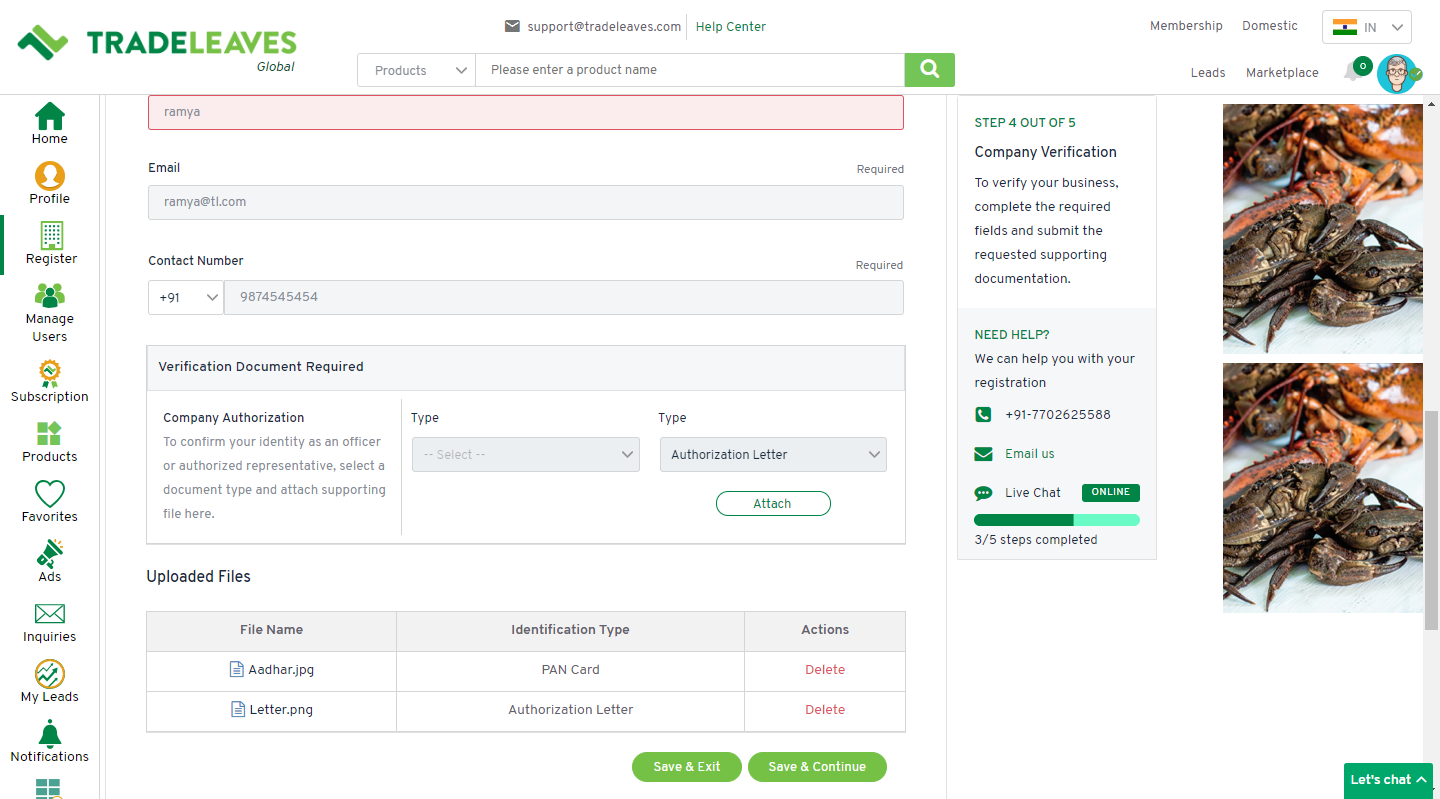 TRADELEAVES
Global
support@tradeleaves.com
Help Center
Membership
Domestic
IN
Products
Please enter a product name
Leads
Marketplace
0
Home
Profile
Register
Manage
Users
Subscription
Products
Favorites
Ads
Inquiries
My Leads
Notifications
ramya
Email
Required
ramya@tl.com
Contact Number
Required
+91
9874545454
Verification Document Required
Company Authorization
To confirm your identity as an officer
or authorized representative, select a
document type and attach supporting
file here.
Type
-- Select --
Type
Authorization Letter
Attach
Uploaded Files
File Name
Identification Type
Actions
Aadhar.jpg
PAN Card
Delete
Letter.png
Authorization Letter
Delete
Save & Exit
Save & Continue
STEP 4 OUT OF 5
Company Verification
To verify your business,
complete the required
fields and submit the
requested supporting
documentation.
NEED HELP?
We can help you with your
registration
+91-7702625588
Email us
Live Chat
ONLINE
3/5 steps completed
Let's chat